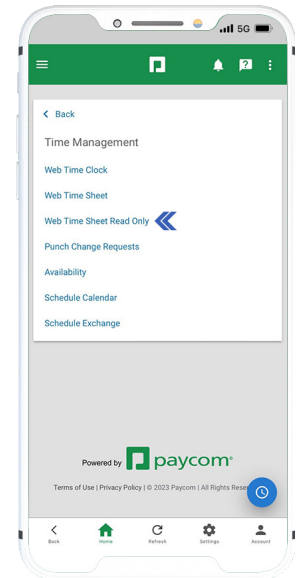 5G
Back
Time Management
Web Time Clock
Web Time Sheet
Web Time Sheet Read Only
Punch Change Requests
Availability
Schedule Calendar
Schedule Exchange
Powered by paycom®
Terms of Use | Privacy Policy | © 2023 Paycom | All Rights Reser
Back Home Refresh Settings Account